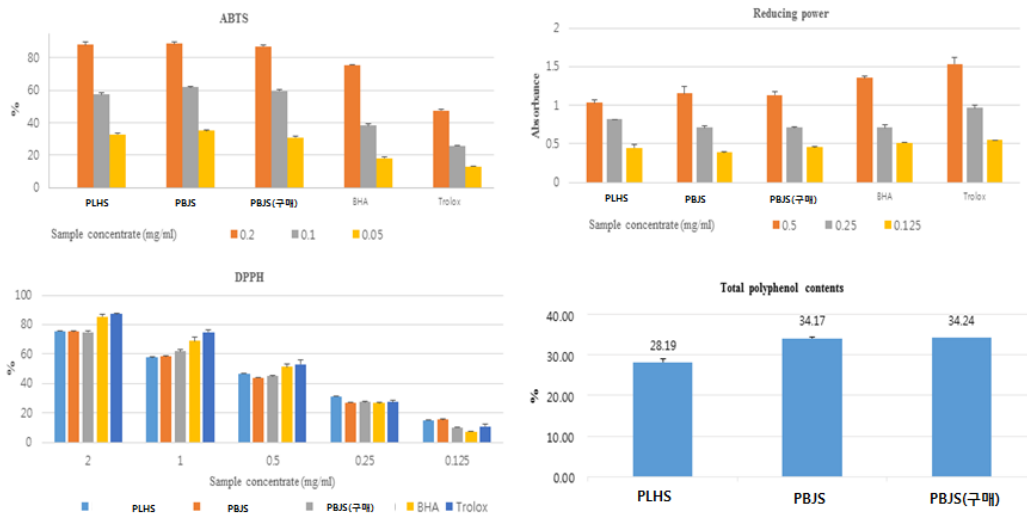 ABTS
80
60
40
20
0
%
PLHS PBJS PBJS(구매) BHA Trolox
Sample concentrate (mg/ml) 0.2 0.1 0.05
Reducing power
2
1.5
1
0.5
0
Absorbance
PLHS PBJS PBJS(구매) BHA Trolox
Sample concentrate (mg/ml) 0.5 0.25 0.125
DPPH
100
80
60
40
20
0
%
2 1 0.5 0.25 0.125
Sample concentrate (mg/ml)
PLHS PBJS PBJS(구매) BHA Trolox
Total polyphenol contents
40.00
30.00
20.00
10.00
0.00
%
28.19 34.17 34.24
PLHS PBJS PBJS(구매)